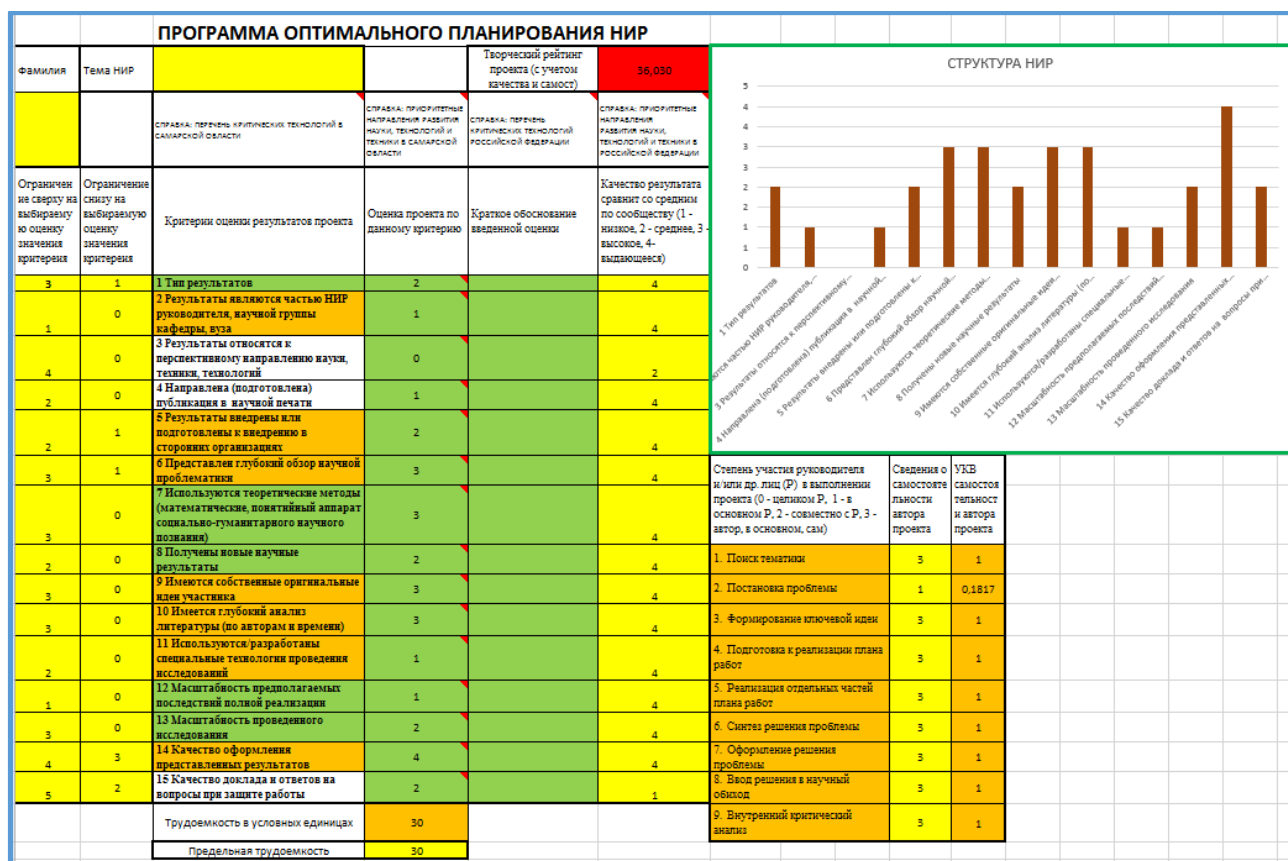 ПРОГРАММА ОПТИМАЛЬНОГО ПЛАНИРОВАНИЯ НИР
Фамилия
Тема НИР
Творческий рейтинг
проекта (с учетом
качества и самост)
36,030
СПРАВКА: ПЕРЕЧЕНЬ КРИТИЧЕСКИХ ТЕХНОЛОГИЙ В
САМАРСКОЙ ОБЛАСТИ
СПРАВКА: ПРИОРИТЕТНЫЕ
НАПРАВЛЕНИЯ РАЗВИТИЯ
НАУКИ, ТЕХНОЛОГИЙ И
ТЕХНИКИ В САМАРСКОЙ
ОБЛАСТИ
СПРАВКА: ПЕРЕЧЕНЬ
КРИТИЧЕСКИХ ТЕХНОЛОГИЙ
РОССИЙСКОЙ ФЕДЕРАЦИИ
СПРАВКА: ПРИОРИТЕТНЫЕ
НАПРАВЛЕНИЯ
РАЗВИТИЯ НАУКИ,
ТЕХНОЛОГИЙ И ТЕХНИКИ В
РОССИЙСКОЙ ФЕДЕРАЦИИ
Ограничен
ие сверху на
выбираему
ю оценку
значения
критерия
Ограничение
снизу на
выбираемую
оценку
значения
критерия
Критерии оценки результатов проекта
Оценка проекта по
данному критерию
Краткое обоснование
введенной оценки
Качество результата
сравнит со средним
по сообществу (1 -
низкое, 2 - среднее, 3 -
высокое, 4-
выдающееся)
3 1 1 Тип результатов 2 4
2 Результаты являются частью НИР
руководителя, научной группы
кафедры, вуза
1 0 1 4
3 Результаты относятся к
перспективному направлению науки,
техники, технологий
4 0 0 2
4 Направлена (подготовлена)
публикация в научной печати
2 0 1 4
5 Результаты внедрены или
подготовлены к внедрению в
сторонних организациях
2 1 2 4
6 Представлен глубокий обзор научной
проблематики
3 1 3 4
7 Используются теоретические методы
(математические, понятийный аппарат
социально-гуманитарного научного
познания)
3 0 3 4
8 Получены новые научные
результаты
2 0 2 4
9 Имеются собственные оригинальные
идеи участника
3 0 3 4
10 Имеется глубокий анализ
литературы (по авторам и времени)
3 0 3 4
11 Используются/разработаны
специальные технологии проведения
исследований
2 0 1 4
12 Масштабность предполагаемых
последствий полной реализации
1 0 1 4
13 Масштабность проведенного
исследования
3 0 2 4
14 Качество оформления
представленных результатов
4 3 4 4
15 Качество доклада и ответов на
вопросы при защите работы
5 2 2 1
Трудоемкость в условных единицах 30
Предельная трудоемкость 30
СТРУКТУРА НИР
5
4
4
3
3
2
2
1
1
0
1 Тип результатов
ются частью НИР руководителя,...
3 Результаты относятся к перспективному...
4 Направлена (подготовлена) публикация в научной...
5 Результаты внедрены или подготовлены к...
6 Представлен глубокий обзор научной...
7 Используются теоретические методы...
8 Получены новые научные результаты
9 Имеются собственные оригинальные идеи...
10 Имеется глубокий анализ литературы (по...
11 Используются/разработаны специальные...
12 Масштабность предполагаемых последствий...
13 Масштабность проведенного исследования
14 Качество оформления представленных...
15 Качество доклада и ответов на вопросы при...
Степень участия руководителя
и/или др. лиц (Р) в выполнении
проекта (0 - целиком Р, 1 - в
основном Р, 2 - совместно с Р, 3 -
автор, в основном, сам)
Сведения о
самостояте
льности
автора
проекта
УКВ
самостоя
тельност
и автора
проекта
1. Поиск тематики 3 1
2. Постановка проблемы 1 0,1817
3. Формирование ключевой идеи 3 1
4. Подготовка к реализации плана
работ
3 1
5. Реализация отдельных частей
плана работ
3 1
6. Синтез решения проблемы 3 1
7. Оформление решения
проблемы
3 1
8. Ввод решения в научный
обиход
3 1
9. Внутренний критический
анализ
3 1